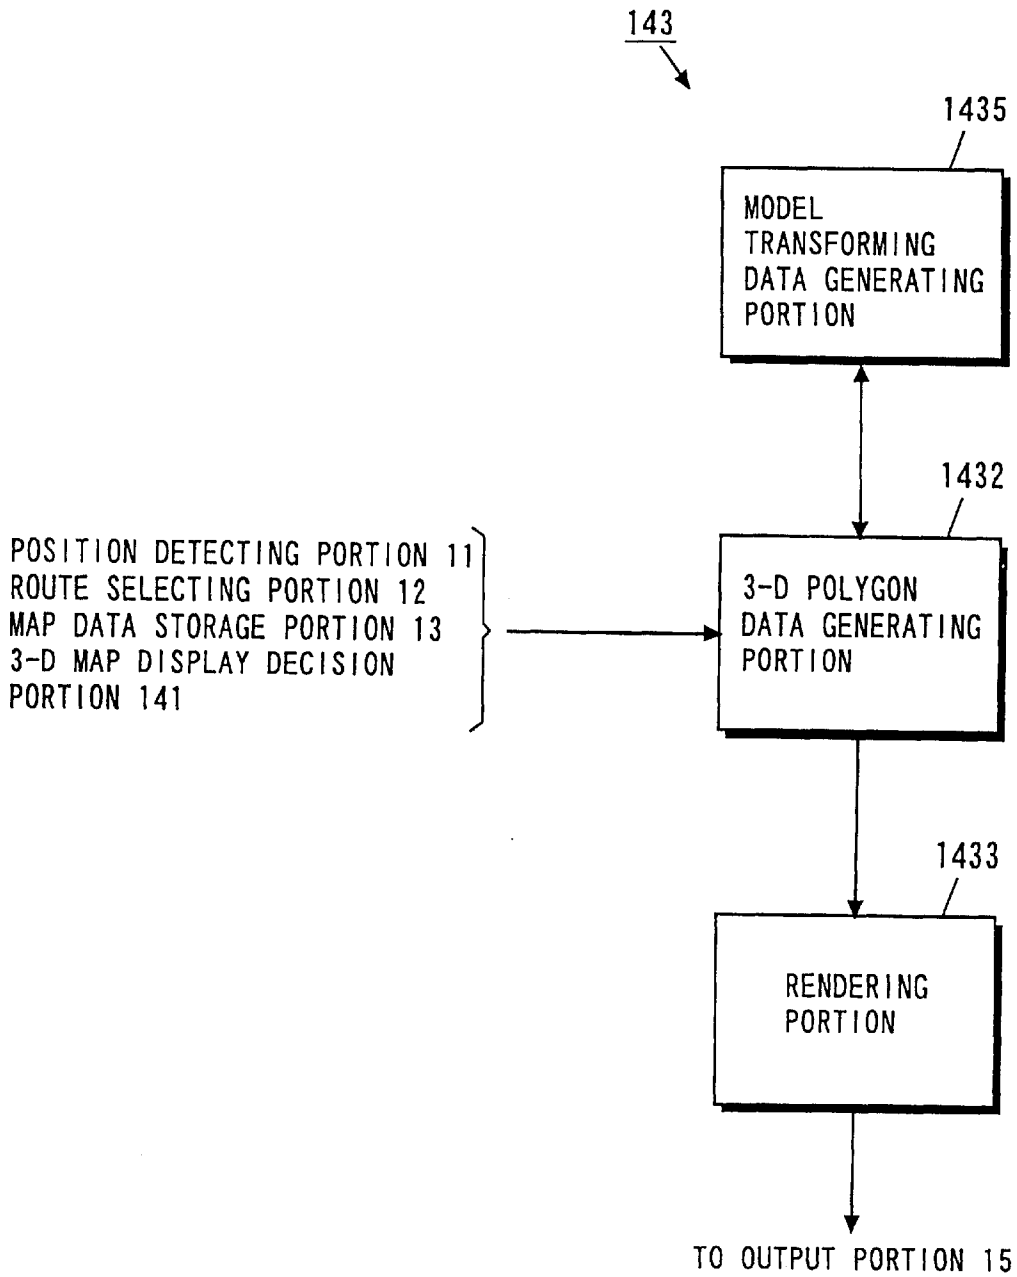 143
1435
MODEL
TRANSFORMING
DATA GENERATING
PORTION
1432
POSITION DETECTING PORTION 11
ROUTE SELECTING PORTION 12
MAP DATA STORAGE PORTION 13
3-D MAP DISPLAY DECISION
PORTION 141
3-D POLYGON
DATA GENERATING
PORTION
1433
RENDERING
PORTION
TO OUTPUT PORTION 15